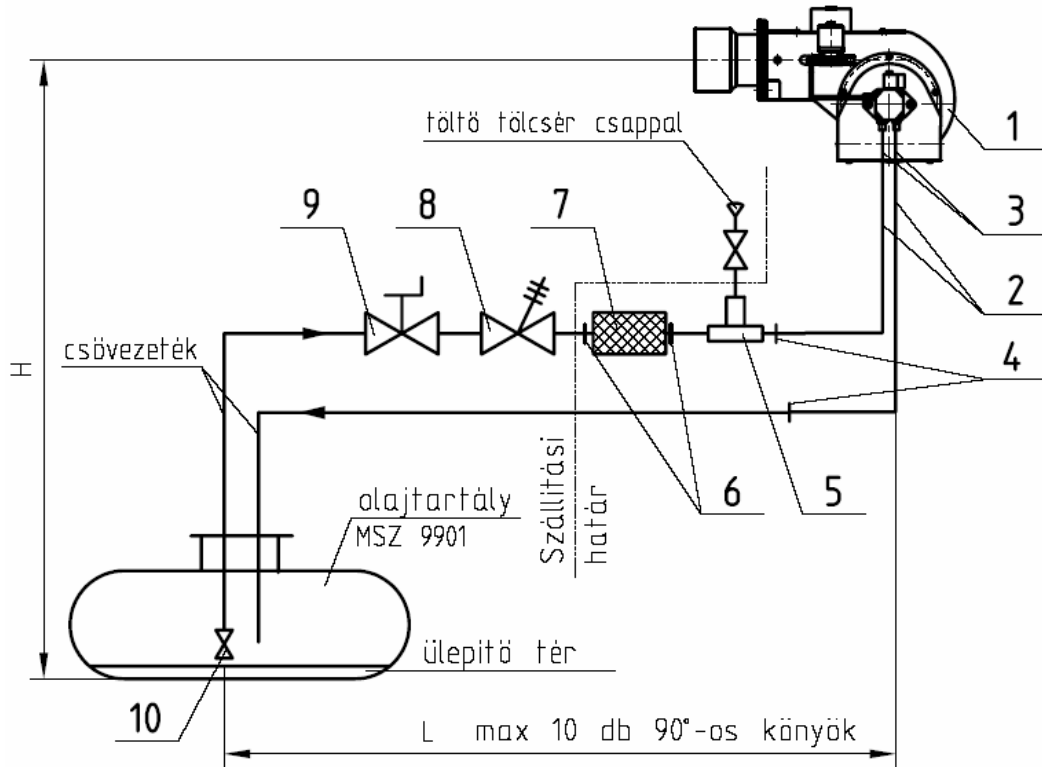 1
töltő tölcsér csappal
9
8
7
3
2
csővezeték
4
H
olajtartály
MSZ 9901
Szállítási
határ
6
5
ülepítő tér
10
L max 10 db 90°-os könyök